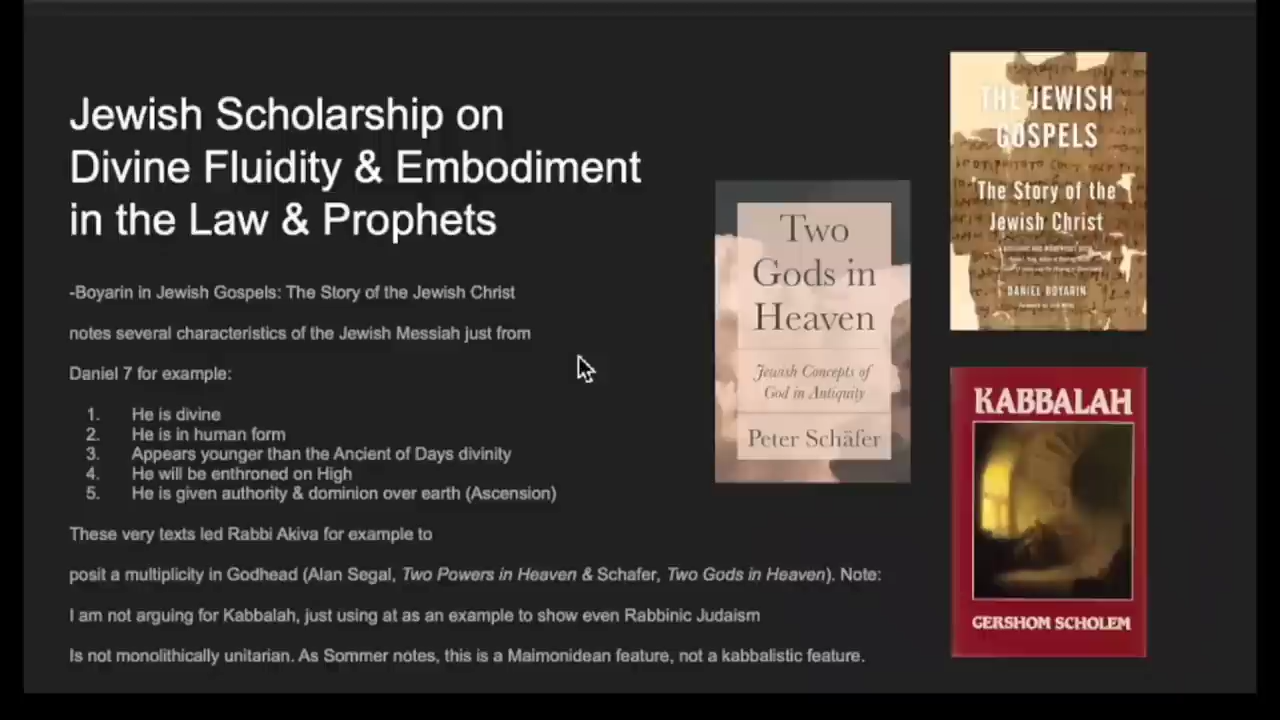 Jewish Scholarship on
Divine Fluidity & Embodiment
in the Law & Prophets
-Boyarin in Jewish Gospels: The Story of the Jewish Christ
notes several characteristics of the Jewish Messiah just from
Daniel 7 for example:
1. He is divine
2. He is in human form
3. Appears younger than the Ancient of Days divinity
4. He will be enthroned on High
5. He is given authority & dominion over earth (Ascension)
These very texts led Rabbi Akiva for example to
posit a multiplicity in Godhead (Alan Segal, Two Powers in Heaven & Schafer, Two Gods in Heaven). Note:
I am not arguing for Kabbalah, just using at as an example to show even Rabbinic Judaism
Is not monolithically unitarian. As Sommer notes, this is a Maimonidean feature, not a kabbalistic feature.
Two
Gods in
Heaven
Jewish Concepts of
God in Antiquity
Peter Schäfer
THE JEWISH
GOSPELS
The Story of the
Jewish Christ
DANIEL BOYARIN
KABBALAH
GERSHOM SCHOLEM